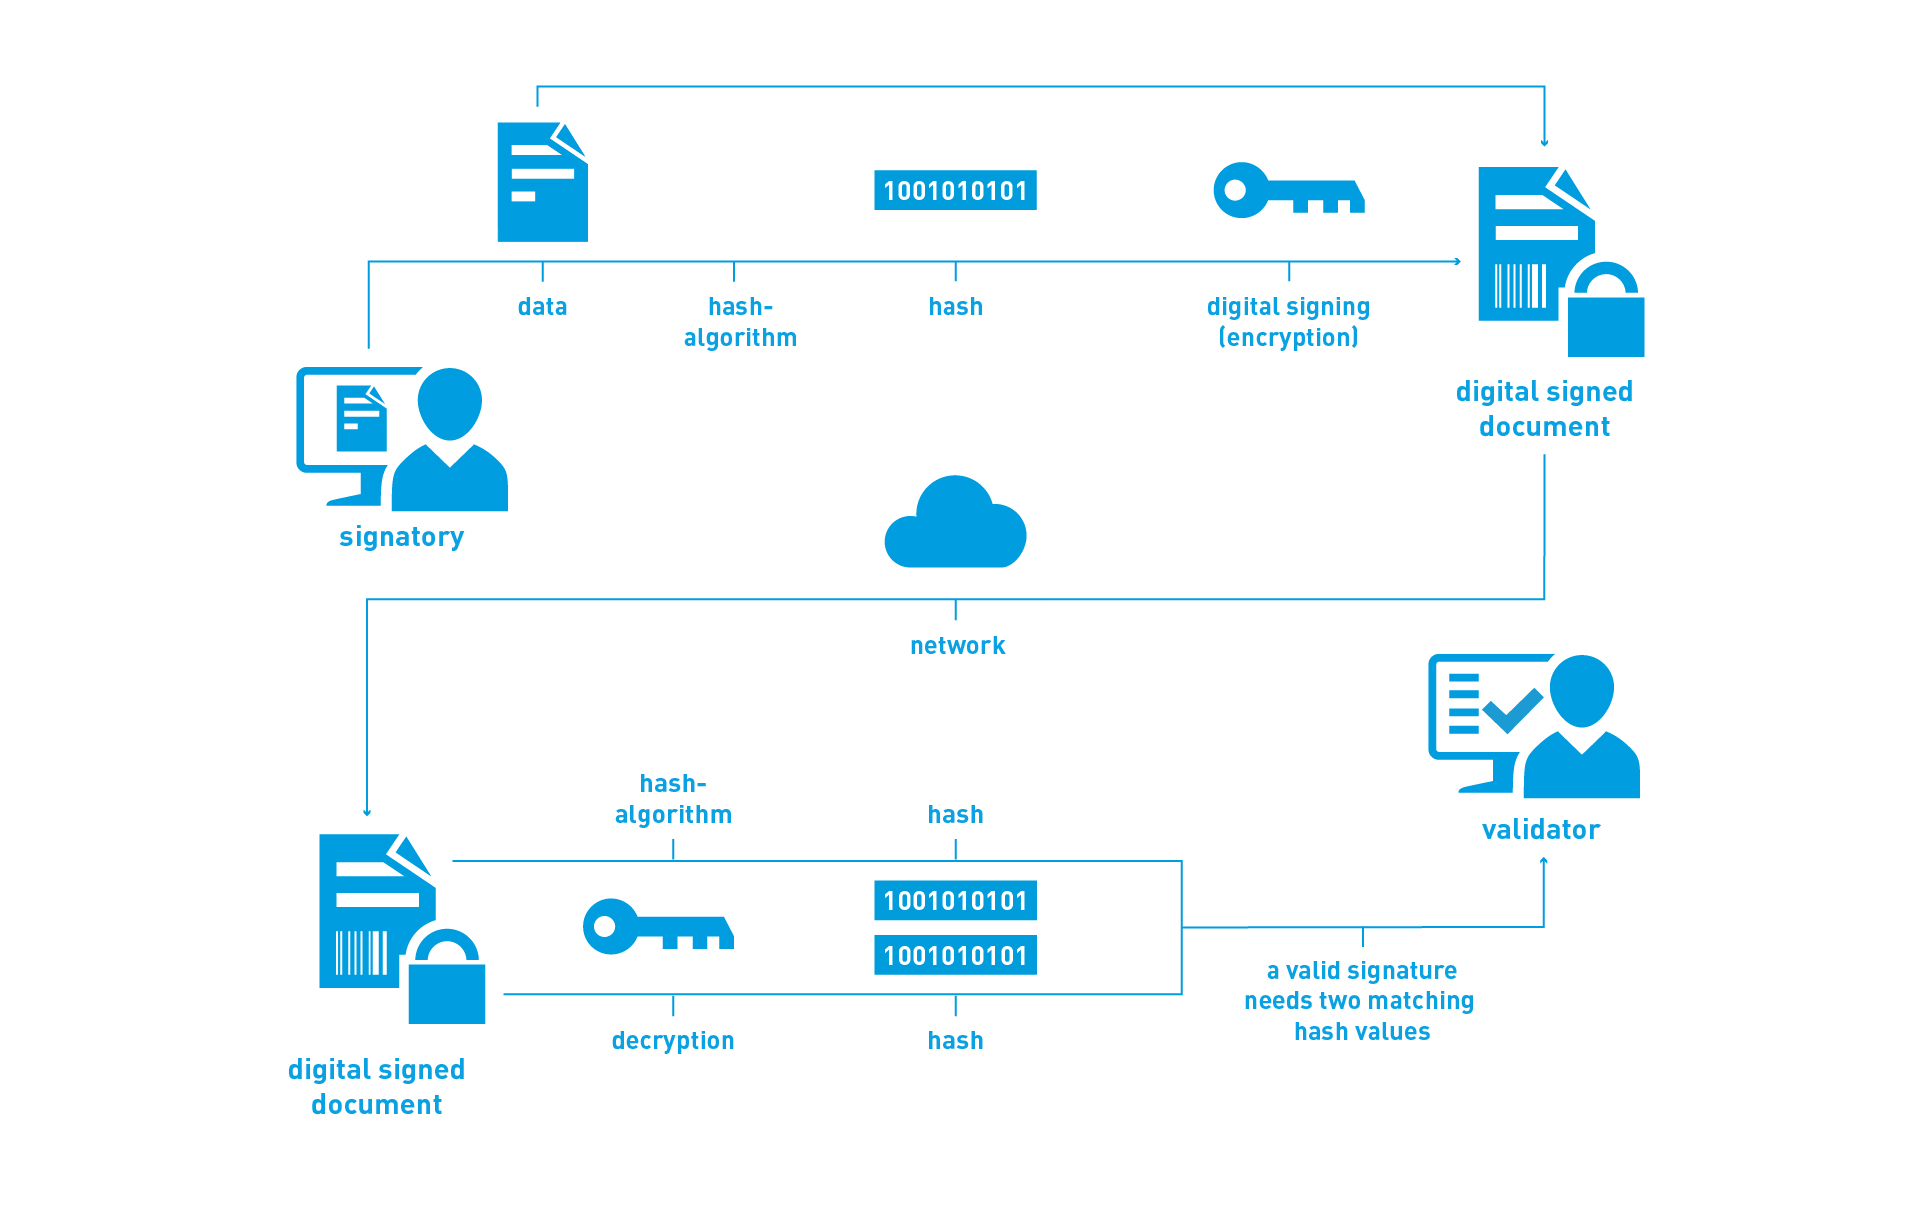 1001010101
data
hash-
algorithm
hash
digital signing
(encryption)
digital signed
document
signatory
network
validator
hash-
algorithm
hash
1001010101
1001010101
decryption
hash
a valid signature
needs two matching
hash values
digital signed
document